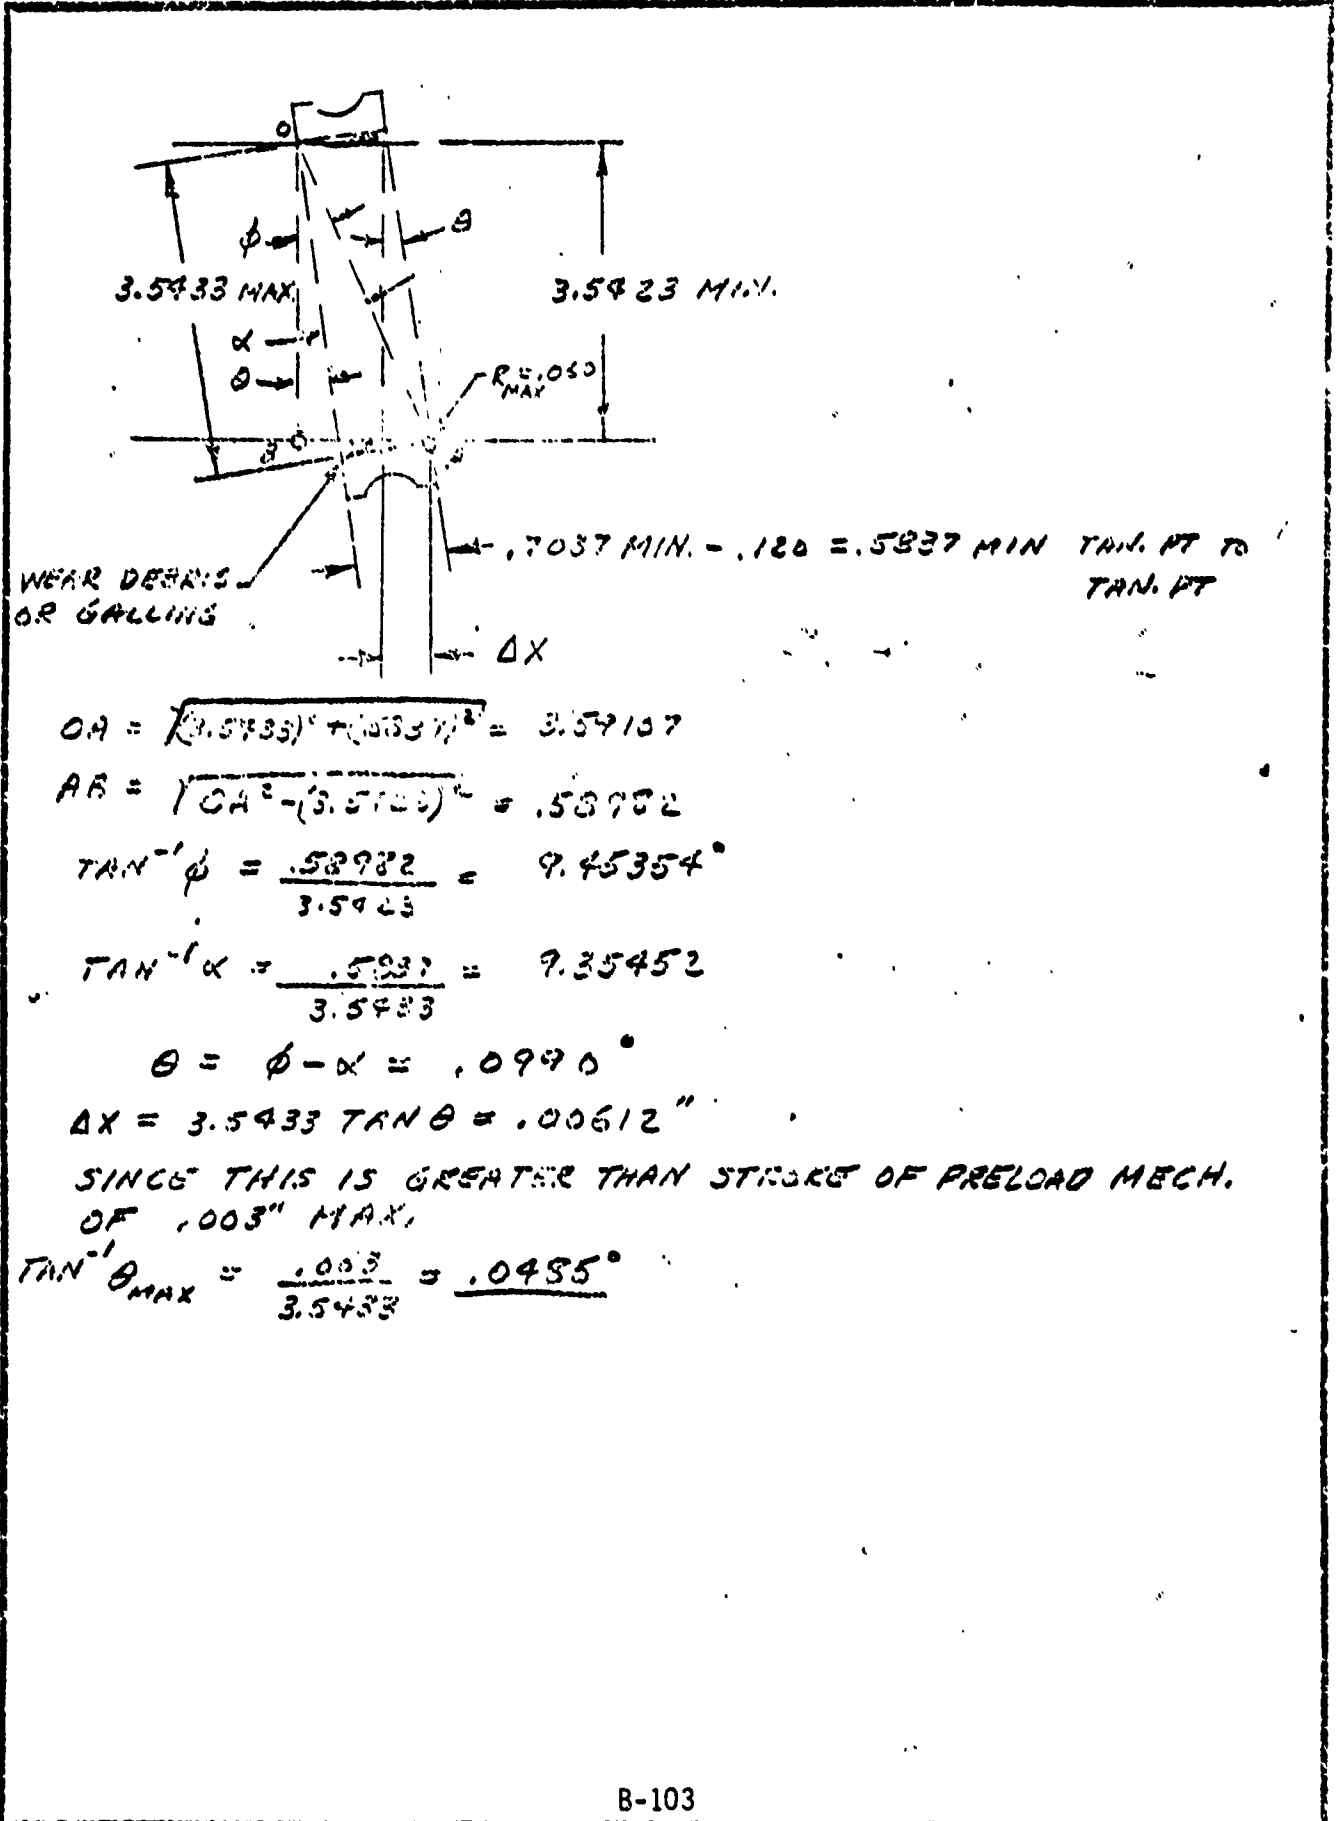 O
φ
θ
3.5433 MAX.
3.5423 MIN.
α
θ
R = .060
MAX
B
.7037 MIN. - .120 = .5837 MIN TAN. PT TO
TAN. PT
WEAR DEBRIS
OR GALLING
ΔX
OA = √(3.5433)² + (.5837)² = 3.59107
AB = √OA² - (3.5423)² = .58982
TAN⁻¹ φ = .58982 / 3.5423 = 9.45354°
TAN⁻¹ α = .5837 / 3.5433 = 9.35452
θ = φ - α = .0990°
ΔX = 3.5433 TAN θ = .00612"
SINCE THIS IS GREATER THAN STROKE OF PRELOAD MECH.
OF .003" MAX,
TAN⁻¹ θ MAX = .003 / 3.5433 = .0485°
B-103